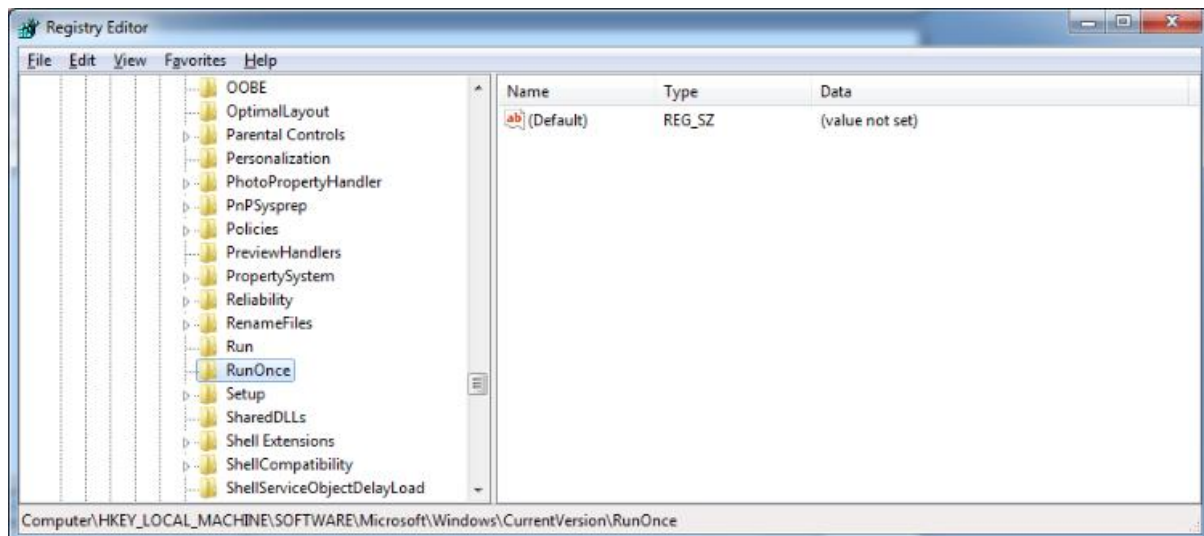 Registry Editor
File Edit View Favorites Help
OOBE
OptimalLayout
Parental Controls
Personalization
PhotoPropertyHandler
PnPSysprep
Policies
PreviewHandlers
PropertySystem
Reliability
RenameFiles
Run
RunOnce
Setup
SharedDLLs
Shell Extensions
ShellCompatibility
ShellServiceObjectDelayLoad
Name Type Data
ab (Default) REG_SZ (value not set)
Computer\HKEY_LOCAL_MACHINE\SOFTWARE\Microsoft\Windows\CurrentVersion\RunOnce